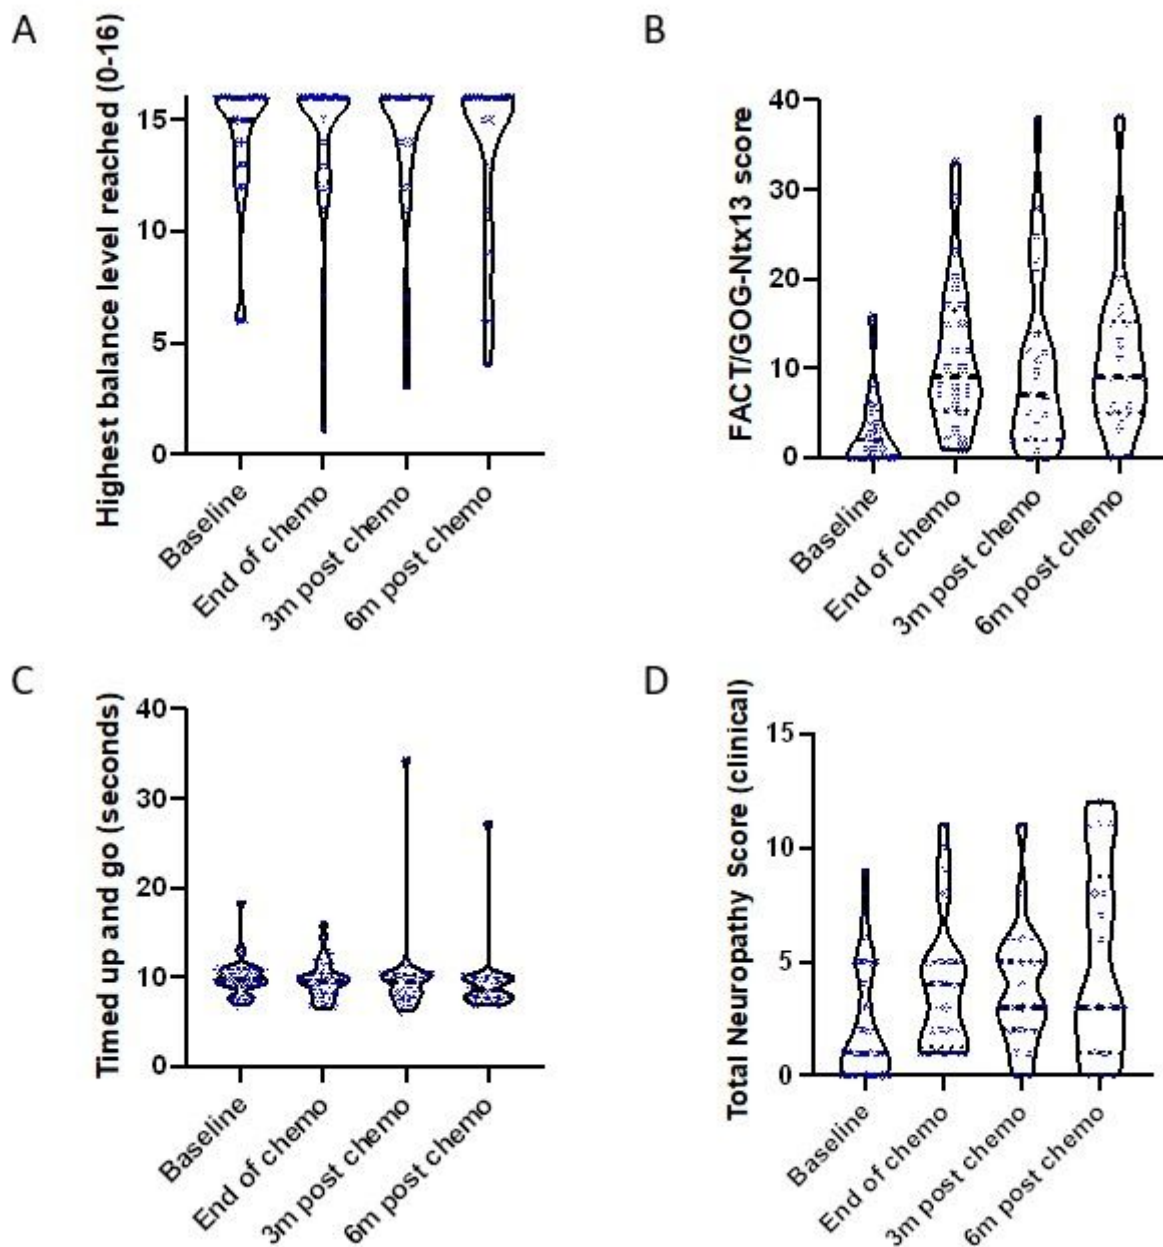 A
Highest balance level reached (0-16)
15
10
5
0
Baseline
End of chemo
3m post chemo
6m post chemo
B
FACT/GOG-Ntx13 score
40
30
20
10
0
Baseline
End of chemo
3m post chemo
6m post chemo
C
Timed up and go (seconds)
40
30
20
10
0
Baseline
End of chemo
3m post chemo
6m post chemo
D
Total Neuropathy Score (clinical)
15
10
5
0
Baseline
End of chemo
3m post chemo
6m post chemo